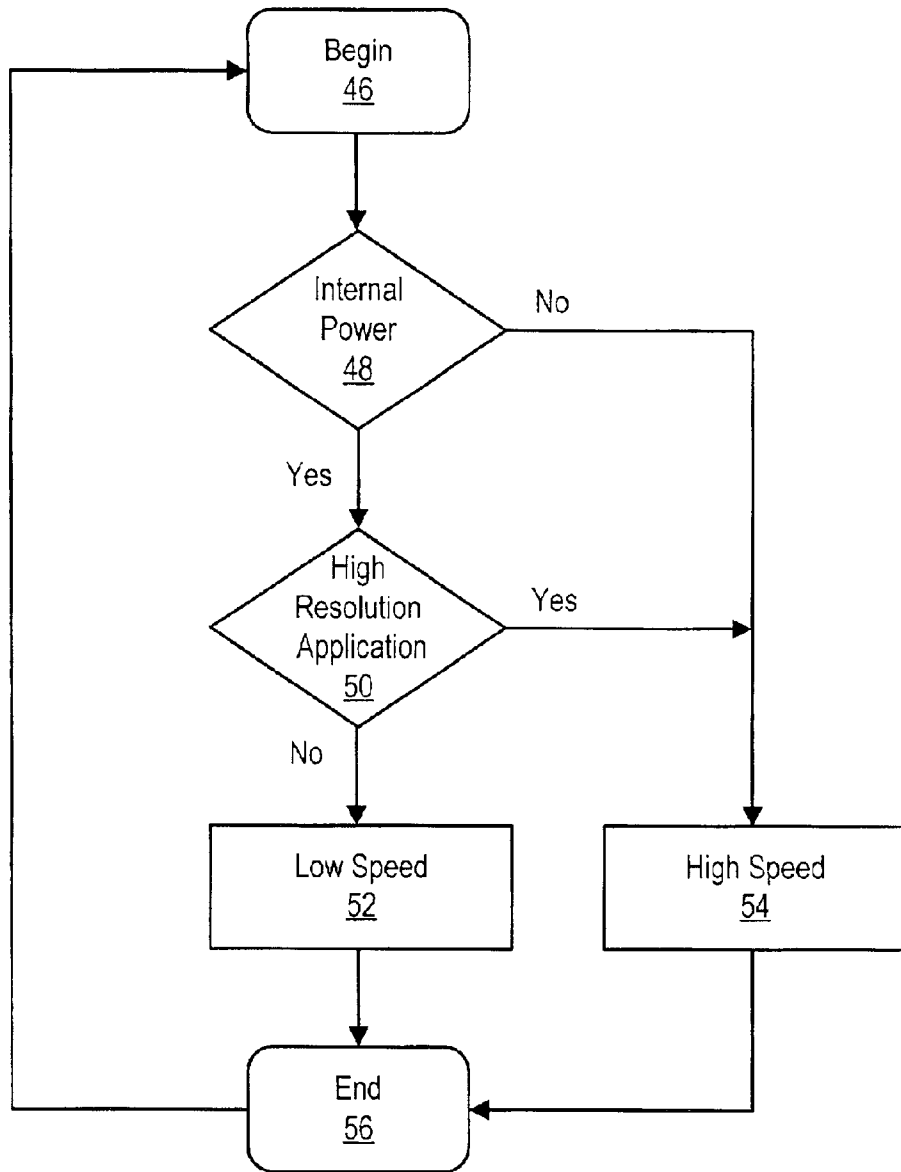 Begin
46
Internal
Power
48
No
Yes
High
Resolution
Application
50
Yes
No
Low Speed
52
High Speed
54
End
56